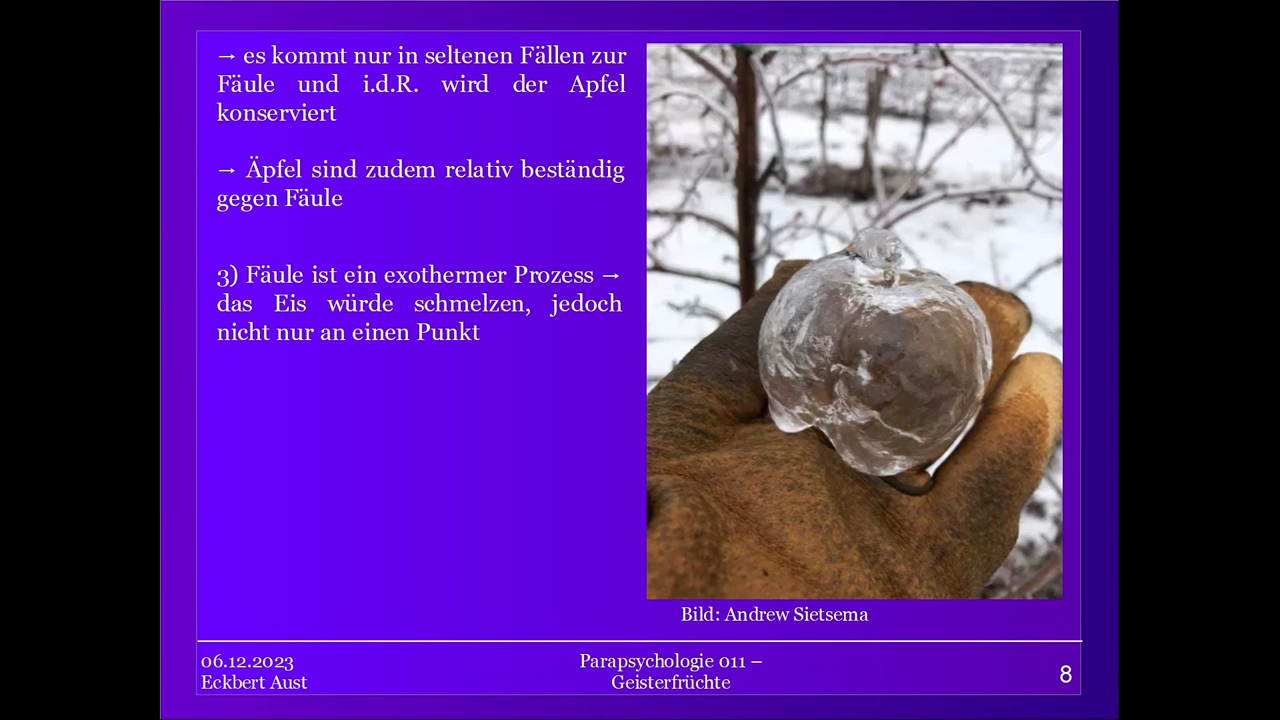 → es kommt nur in seltenen Fällen zur
Fäule und i.d.R. wird der Apfel
konserviert
→ Äpfel sind zudem relativ beständig
gegen Fäule
3) Fäule ist ein exothermer Prozess →
das Eis würde schmelzen, jedoch
nicht nur an einen Punkt
Bild: Andrew Sietsema
06.12.2023
Eckbert Aust
Parapsychologie 011 –
Geisterfrüchte
8